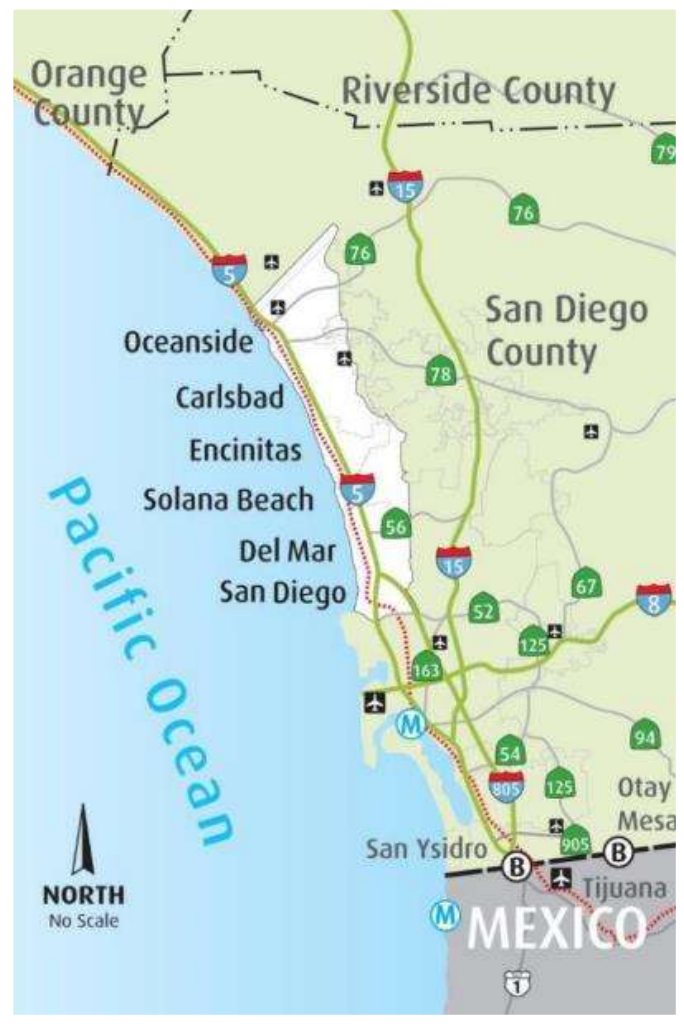 Orange
County
Riverside County
79
15
76
76
5
San Diego
County
Oceanside
78
Carlsbad
Encinitas
5
Solana Beach
56
Del Mar
15
San Diego
67
8
52
125
163
Pacific Ocean
M
94
54
805
125
Otay
Mesa
905
San Ysidro
B
B
NORTH
No Scale
Tijuana
M
MEXICO
1